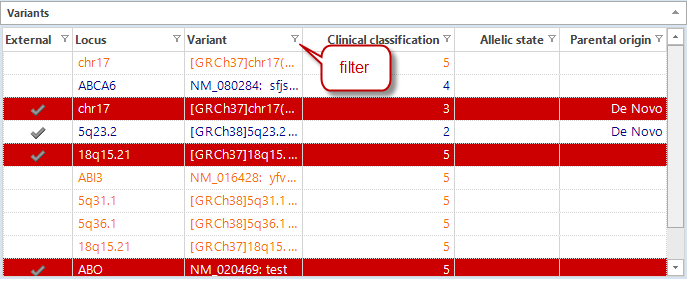 Variants
External Locus Variant Clinical classification Allelic state Parental origin
filter
chr17 [GRCh37]chr17(... 5
ABCA6 NM_080284: sfjs... 4
chr17 [GRCh37]chr17(... 3 De Novo
5q23.2 [GRCh38]5q23.2 ... 2 De Novo
18q15.21 [GRCh37]18q15. ... 5
ABI3 NM_016428: yfv... 5
5q31.1 [GRCh38]5q31.1 ... 5
5q36.1 [GRCh38]5q36.1 ... 5
18q15.21 [GRCh37]18q15. ... 5
ABO NM_020469: test 5